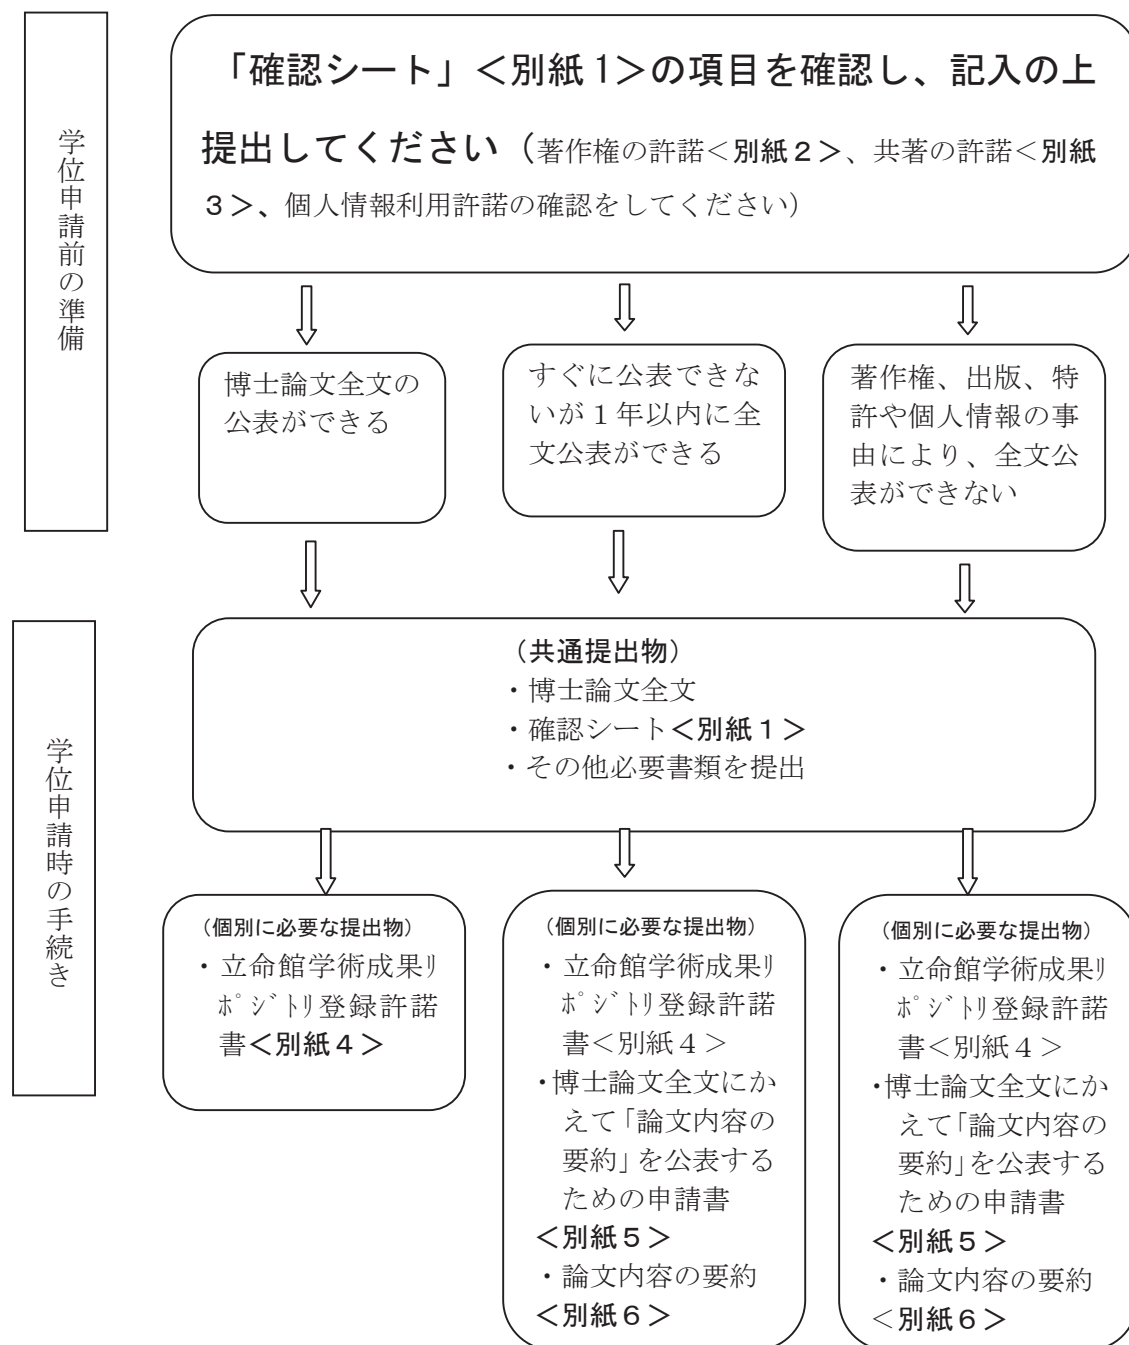 学位申請前の準備
「確認シート」＜別紙1＞の項目を確認し、記入の上
提出してください（著作権の許諾＜別紙２＞、共著の許諾＜別紙
３＞、個人情報利用許諾の確認をしてください）
博士論文全文の
公表ができる
すぐに公表できな
いが１年以内に全
文公表ができる
著作権、出版、特
許や個人情報の事
由により、全文公
表ができない
学位申請時の手続き
（共通提出物）
・博士論文全文
・確認シート＜別紙１＞
・その他必要書類を提出
（個別に必要な提出物）
・立命館学術成果ﾘ
ﾎﾟｼﾞﾄﾘ登録許諾
書＜別紙４＞
（個別に必要な提出物）
・立命館学術成果ﾘ
ﾎﾟｼﾞﾄﾘ登録許諾
書＜別紙４＞
・博士論文全文にか
えて「論文内容の
要約」を公表する
ための申請書
＜別紙５＞
・論文内容の要約
＜別紙６＞
（個別に必要な提出物）
・立命館学術成果ﾘ
ﾎﾟｼﾞﾄﾘ登録許諾
書＜別紙４＞
・博士論文全文にか
えて「論文内容の
要約」を公表する
ための申請書
＜別紙５＞
・論文内容の要約
＜別紙６＞